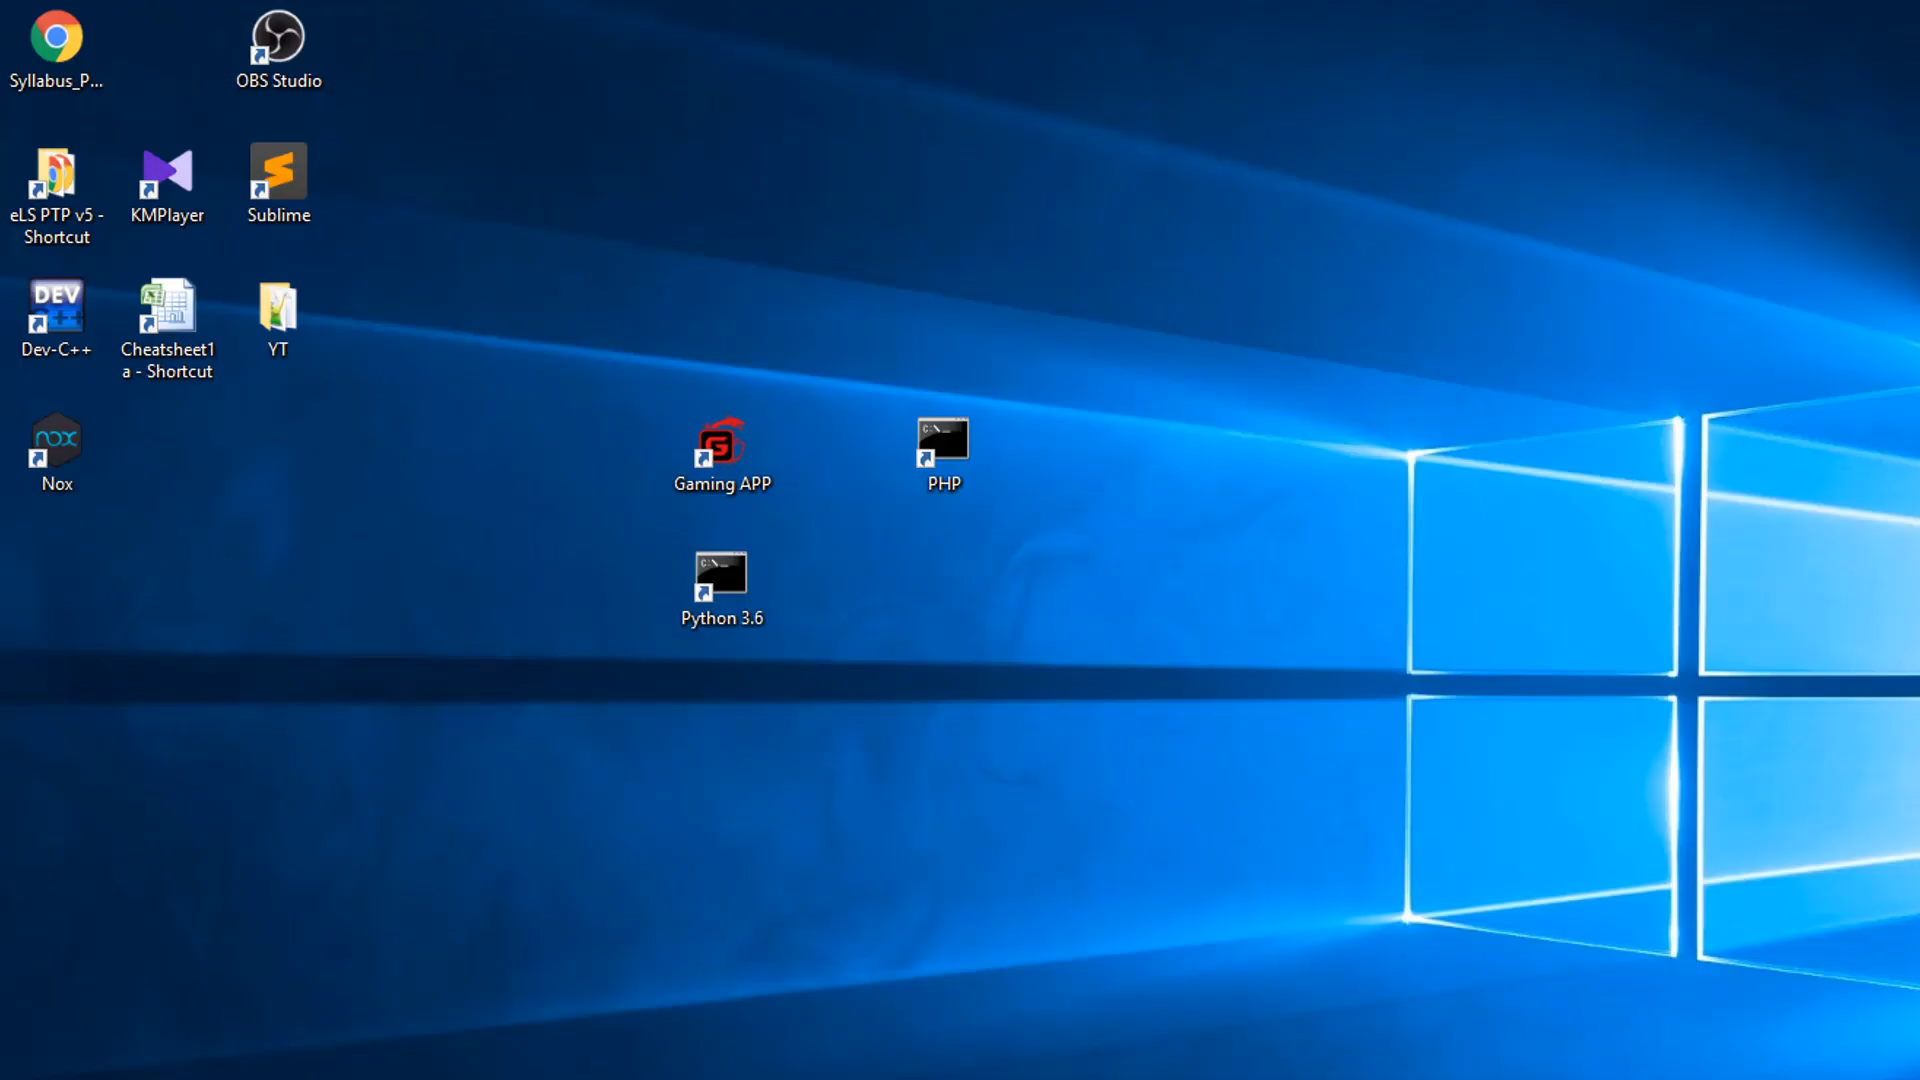 Syllabus_P...
OBS Studio
eLS PTP v5 -
Shortcut
KMPlayer
Sublime
DEV
++
Dev-C++
Cheatsheet1
a - Shortcut
YT
nox
Nox
G
Gaming APP
C:\_
PHP
C:\_
Python 3.6